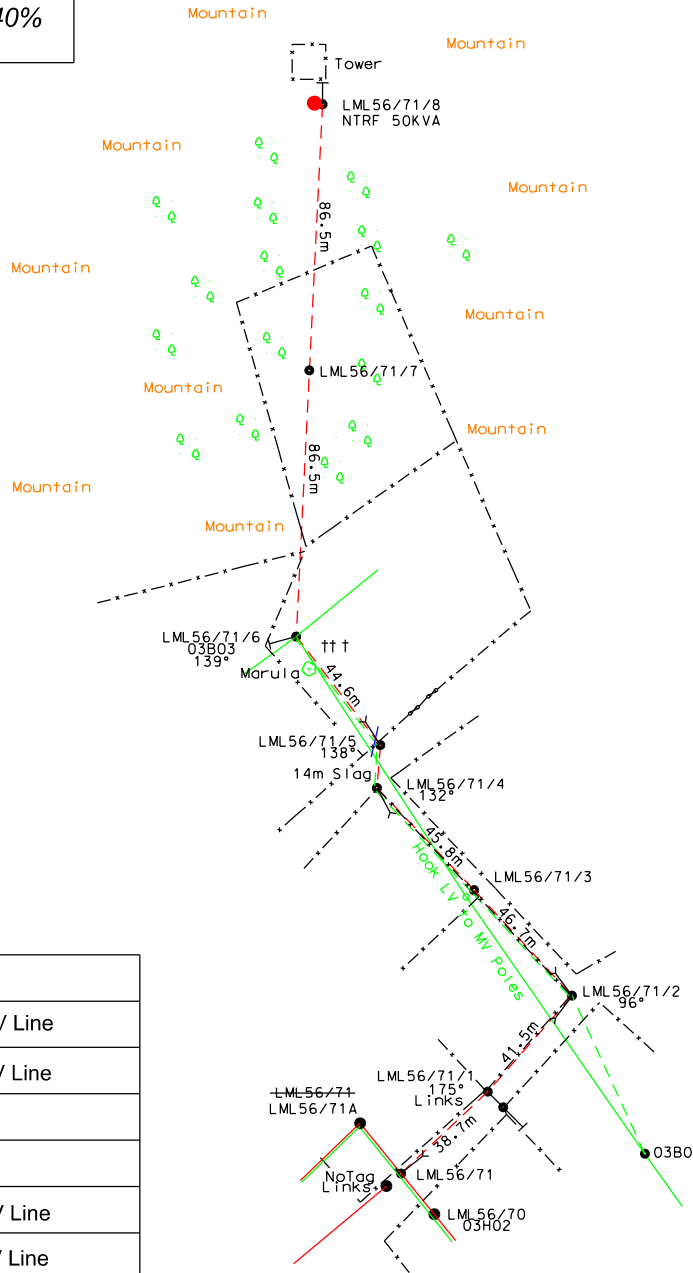 40%
Mountain
Mountain
Tower
LML56/71/8
NTRF 50KVA
Mountain
Mountain
86.5m
Mountain
Mountain
LML56/71/7
Mountain
Mountain
86.5m
Mountain
Mountain
LML56/71/6
03B03
139°
†††
Marula
44.6m
LML56/71/5
138°
14m Slag
LML56/71/4
132°
45.8m
Hook LV to MV Poles
LML56/71/3
46.7m
LML56/71/2
96°
41.5m
LML56/71/1
175°
Links
LML56/71
LML56/71A
38.7m
03B0
NoTag
Links
LML56/71
LML56/70
03H02
Line
Line
Line
Line